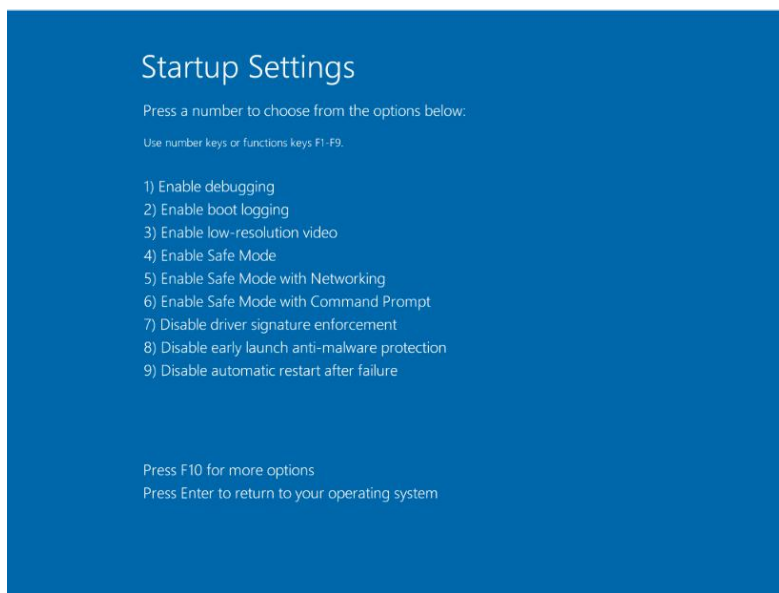 Startup Settings
Press a number to choose from the options below:
Use number keys or functions keys F1-F9.
1) Enable debugging
2) Enable boot logging
3) Enable low-resolution video
4) Enable Safe Mode
5) Enable Safe Mode with Networking
6) Enable Safe Mode with Command Prompt
7) Disable driver signature enforcement
8) Disable early launch anti-malware protection
9) Disable automatic restart after failure
Press F10 for more options
Press Enter to return to your operating system